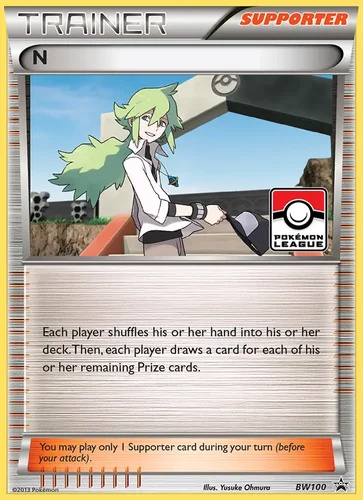 TRAINER SUPPORTER
N
POKÉMON
LEAGUE
Each player shuffles his or her hand into his or her
deck.Then, each player draws a card for each of his
or her remaining Prize cards.
You may play only 1 Supporter card during your turn (before
your attack).
©2013 Pokémon Illus. Yusuke Ohmura BW100